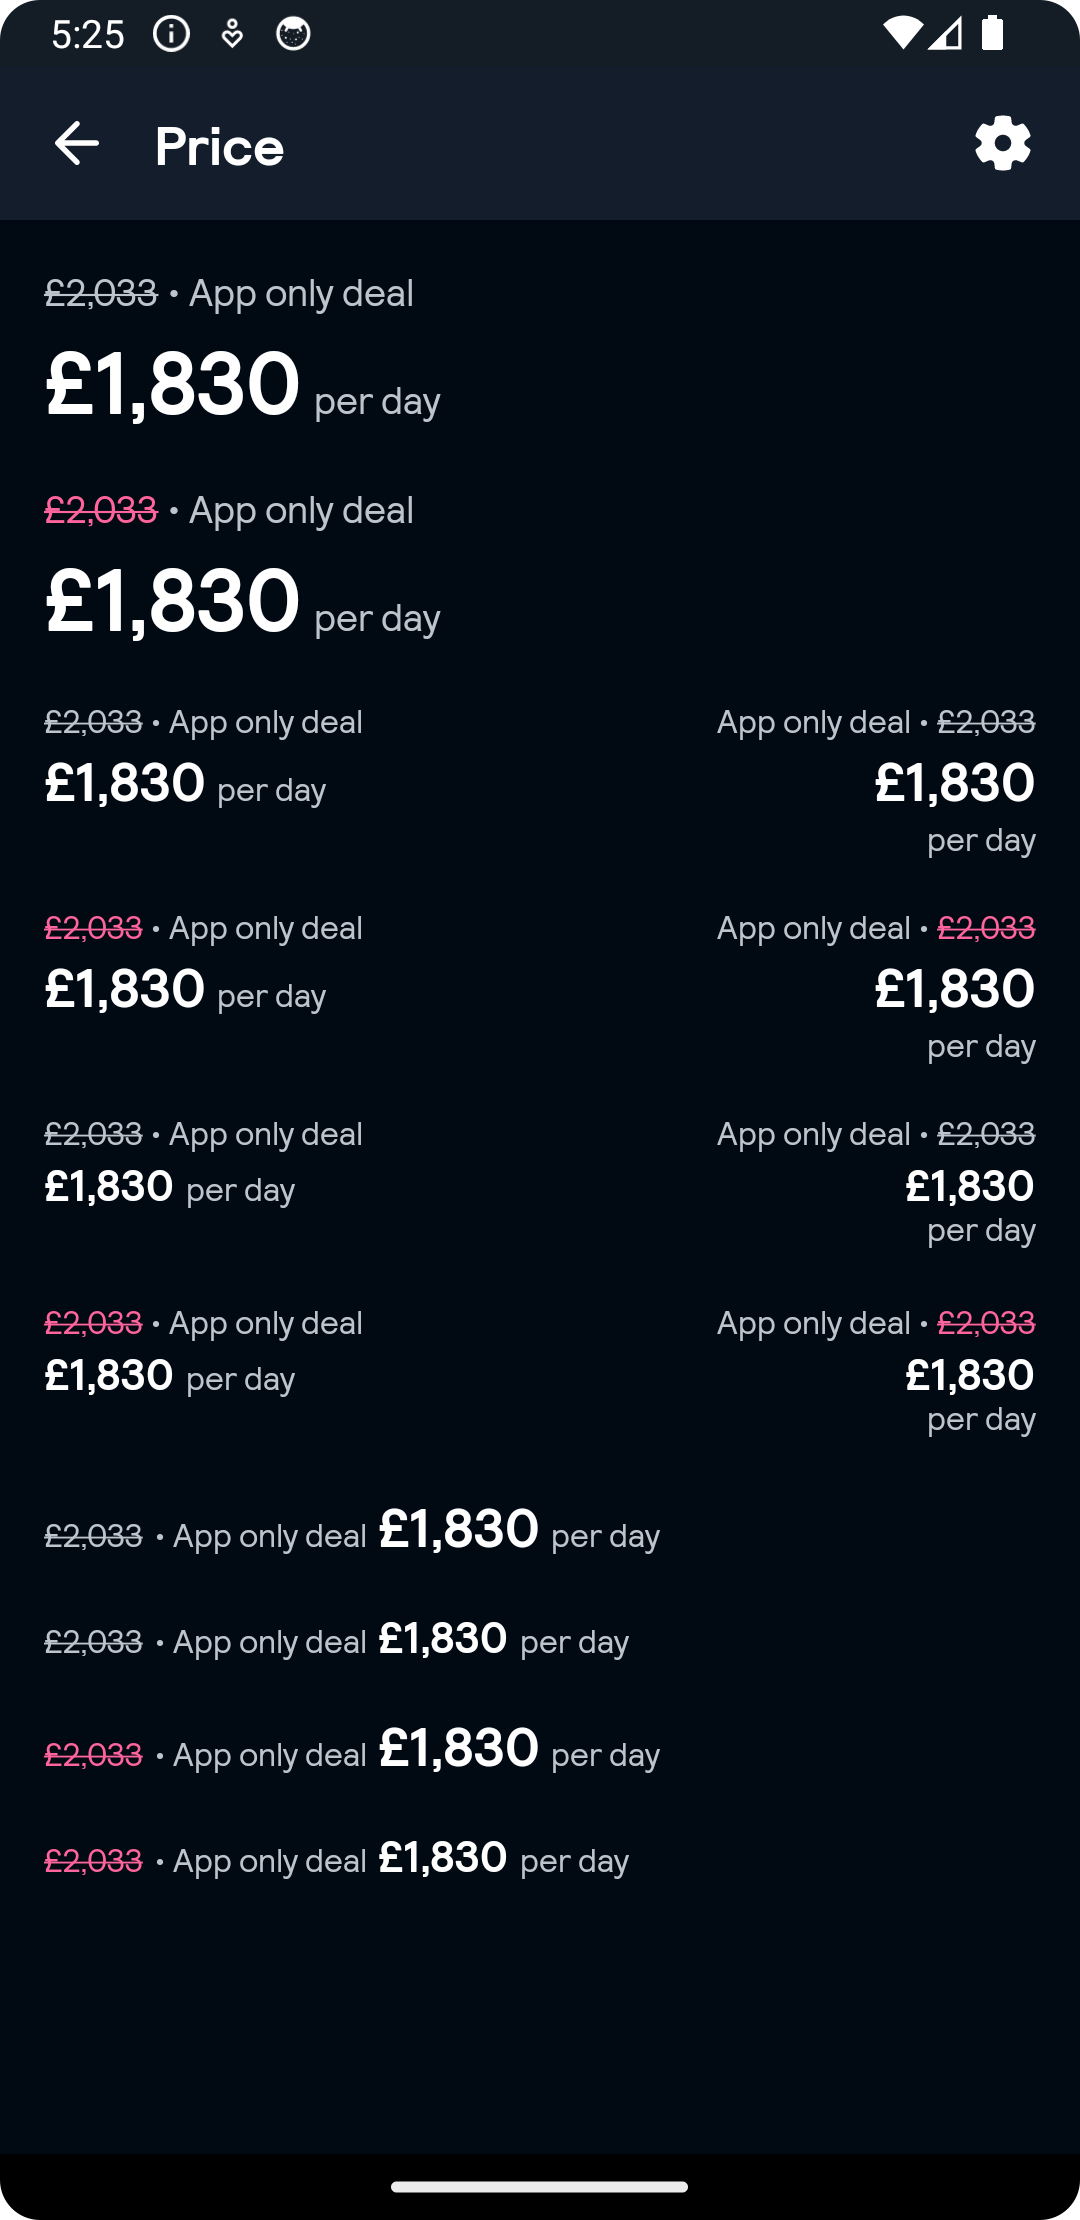 5:25
Price
£2,033 • App only deal
£1,830 per day
£2,033 • App only deal
£1,830 per day
£2,033 • App only deal
£1,830 per day
App only deal • £2,033
£1,830
per day
£2,033 • App only deal
£1,830 per day
App only deal • £2,033
£1,830
per day
£2,033 • App only deal
£1,830 per day
App only deal • £2,033
£1,830
per day
£2,033 • App only deal
£1,830 per day
App only deal • £2,033
£1,830
per day
£2,033 • App only deal £1,830 per day
£2,033 • App only deal £1,830 per day
£2,033 • App only deal £1,830 per day
£2,033 • App only deal £1,830 per day